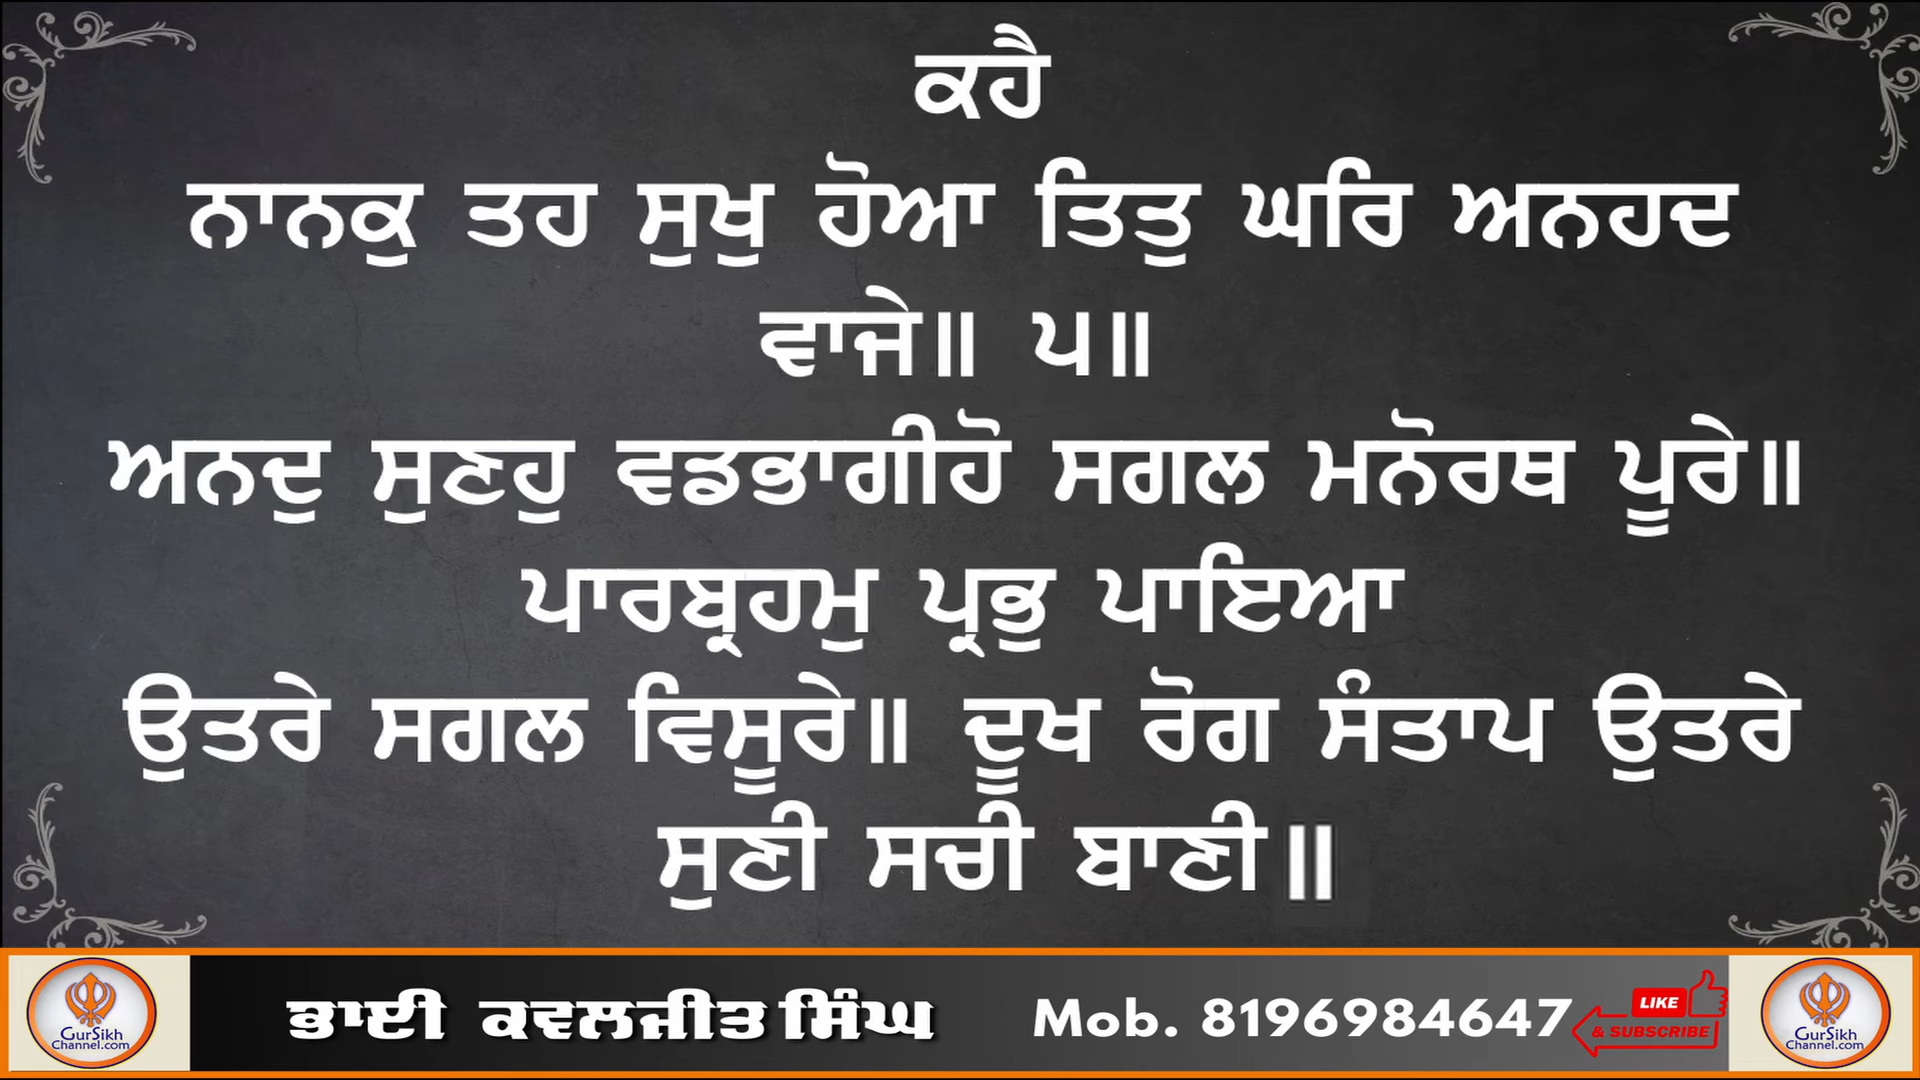 ਕਹੈ
ਨਾਨਕੁ ਤਹ ਸੁਖੁ ਹੋਆ ਤਿਤੁ ਘਰਿ ਅਨਹਦ
ਵਾਜੇ॥ ੫॥
ਅਨਦੁ ਸੁਣਹੁ ਵਡਭਾਗੀਹੋ ਸਗਲ ਮਨੋਰਥ ਪੂਰੇ॥
ਪਾਰਬ੍ਰਹਮੁ ਪ੍ਰਭੁ ਪਾਇਆ
ਉਤਰੇ ਸਗਲ ਵਿਸੂਰੇ॥ ਦੂਖ ਰੋਗ ਸੰਤਾਪ ਉਤਰੇ
ਸੁਣੀ ਸਚੀ ਬਾਣੀ॥
ਭਾਈ ਕਵਲਜੀਤ ਸਿੰਘ Mob. 8196984647
LIKE
& SUBSCRIBE
GurSikh
Channel.com
GurSikh
Channel.com